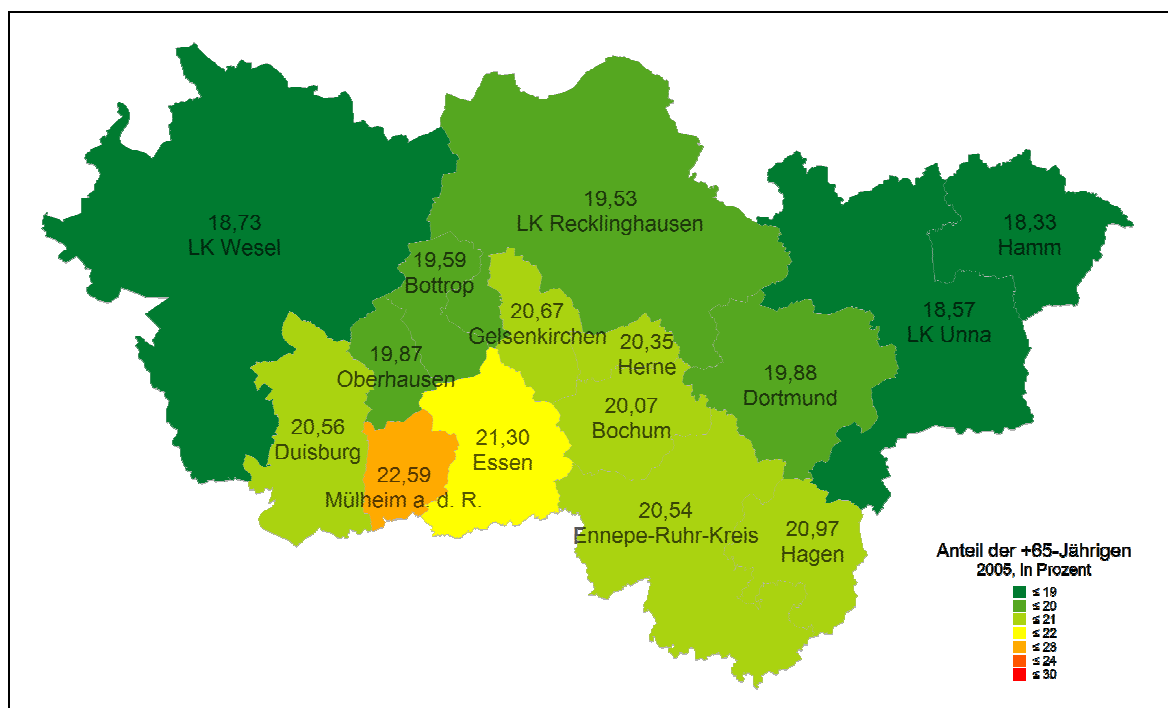 19,53
LK Recklinghausen
18,73
LK Wesel
18,33
Hamm
19,59
Bottrop
20,67
Gelsenkirchen
18,57
LK Unna
20,35
Herne
19,87
Oberhausen
19,88
Dortmund
20,07
Bochum
20,56
Duisburg
21,30
Essen
22,59
Mülheim a. d. R.
20,54
Ennepe-Ruhr-Kreis
20,97
Hagen
Anteil der +65-Jährigen
2005, In Prozent
≤ 19
≤ 20
≤ 21
≤ 22
≤ 23
≤ 24
≤ 30